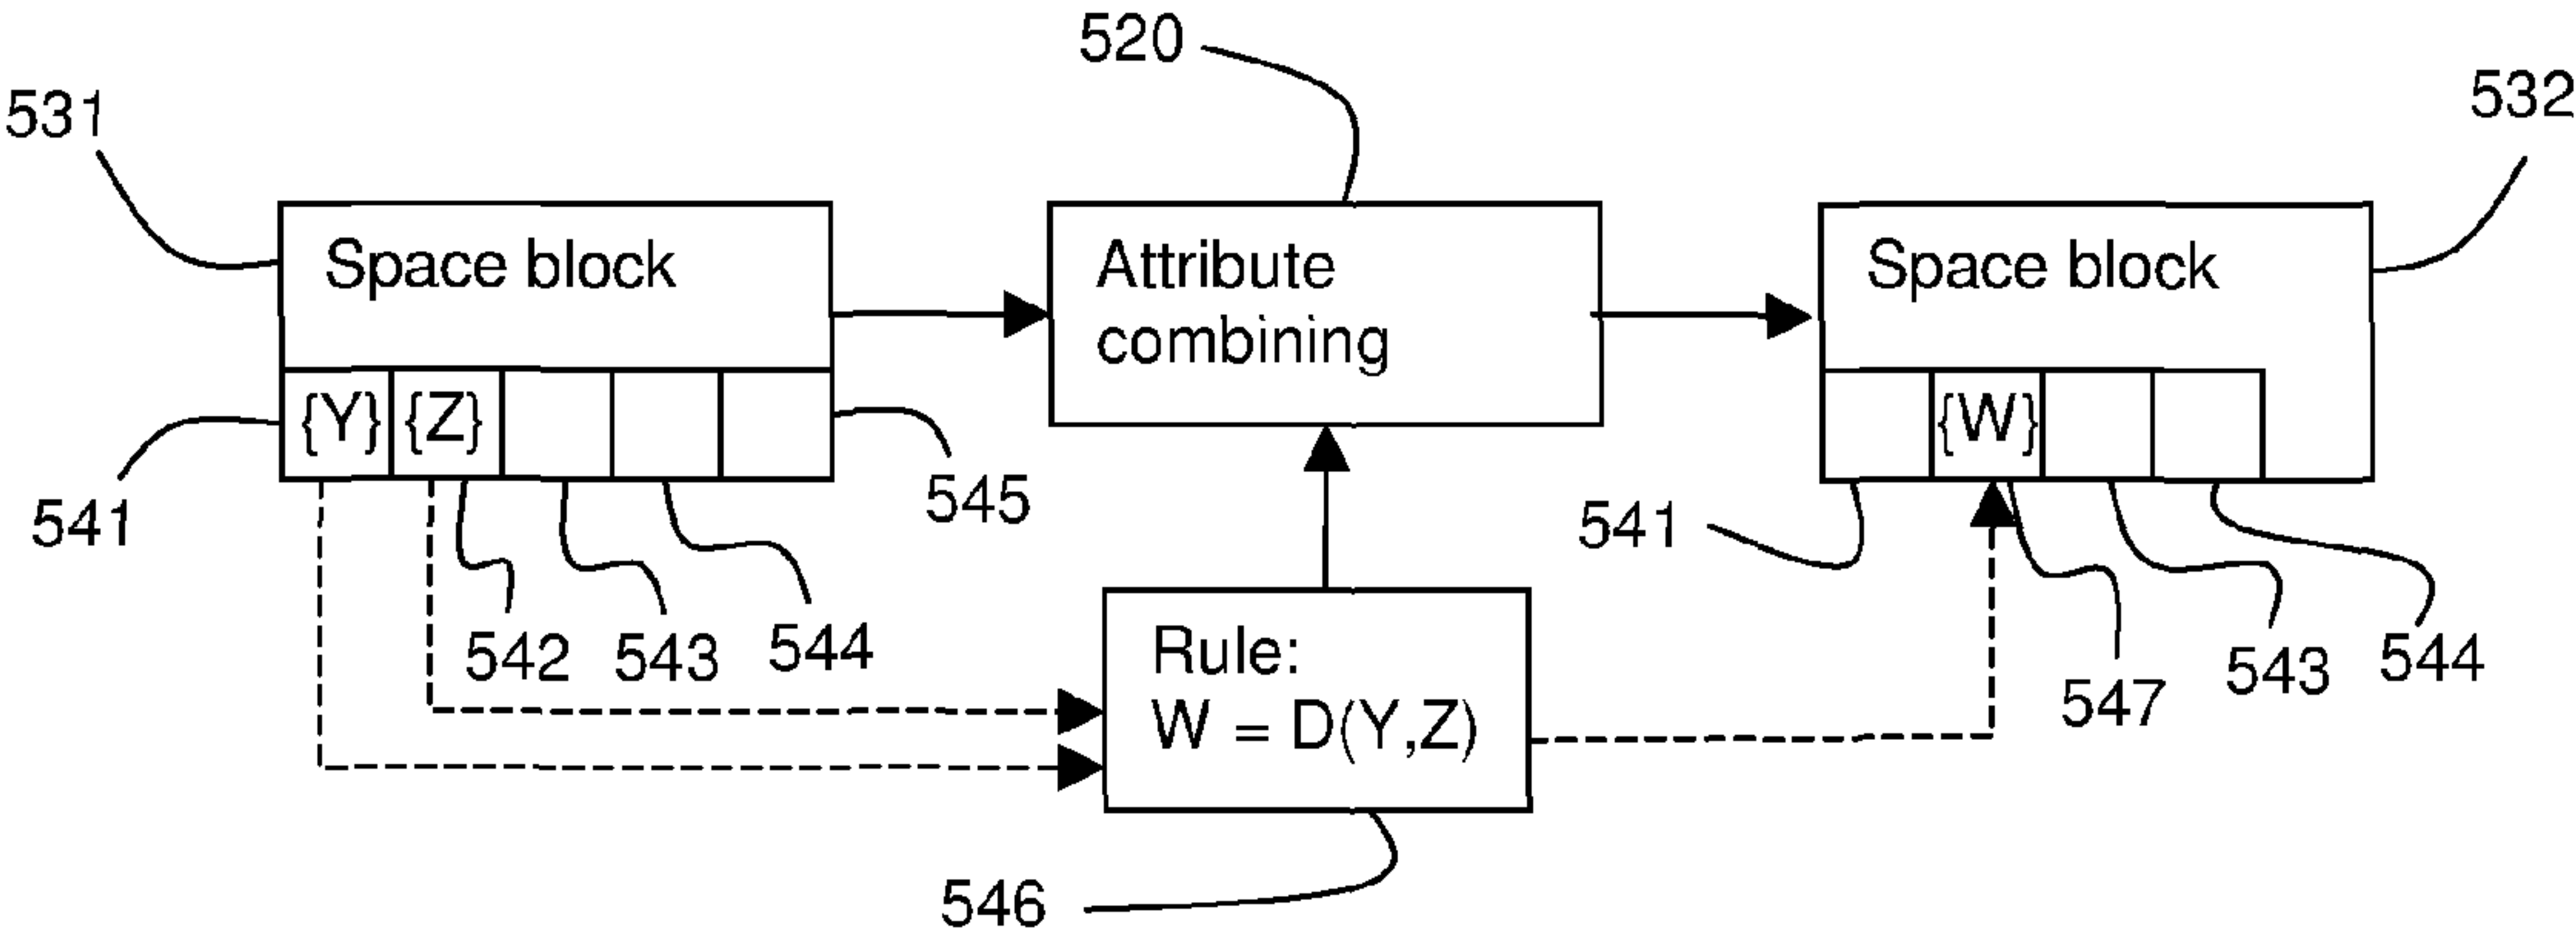 520
531
532
Space block
Attribute
combining
Space block
{Y}
{Z}
{W}
541
545
541
542
543
544
547
543
544
Rule:
W = D(Y,Z)
546